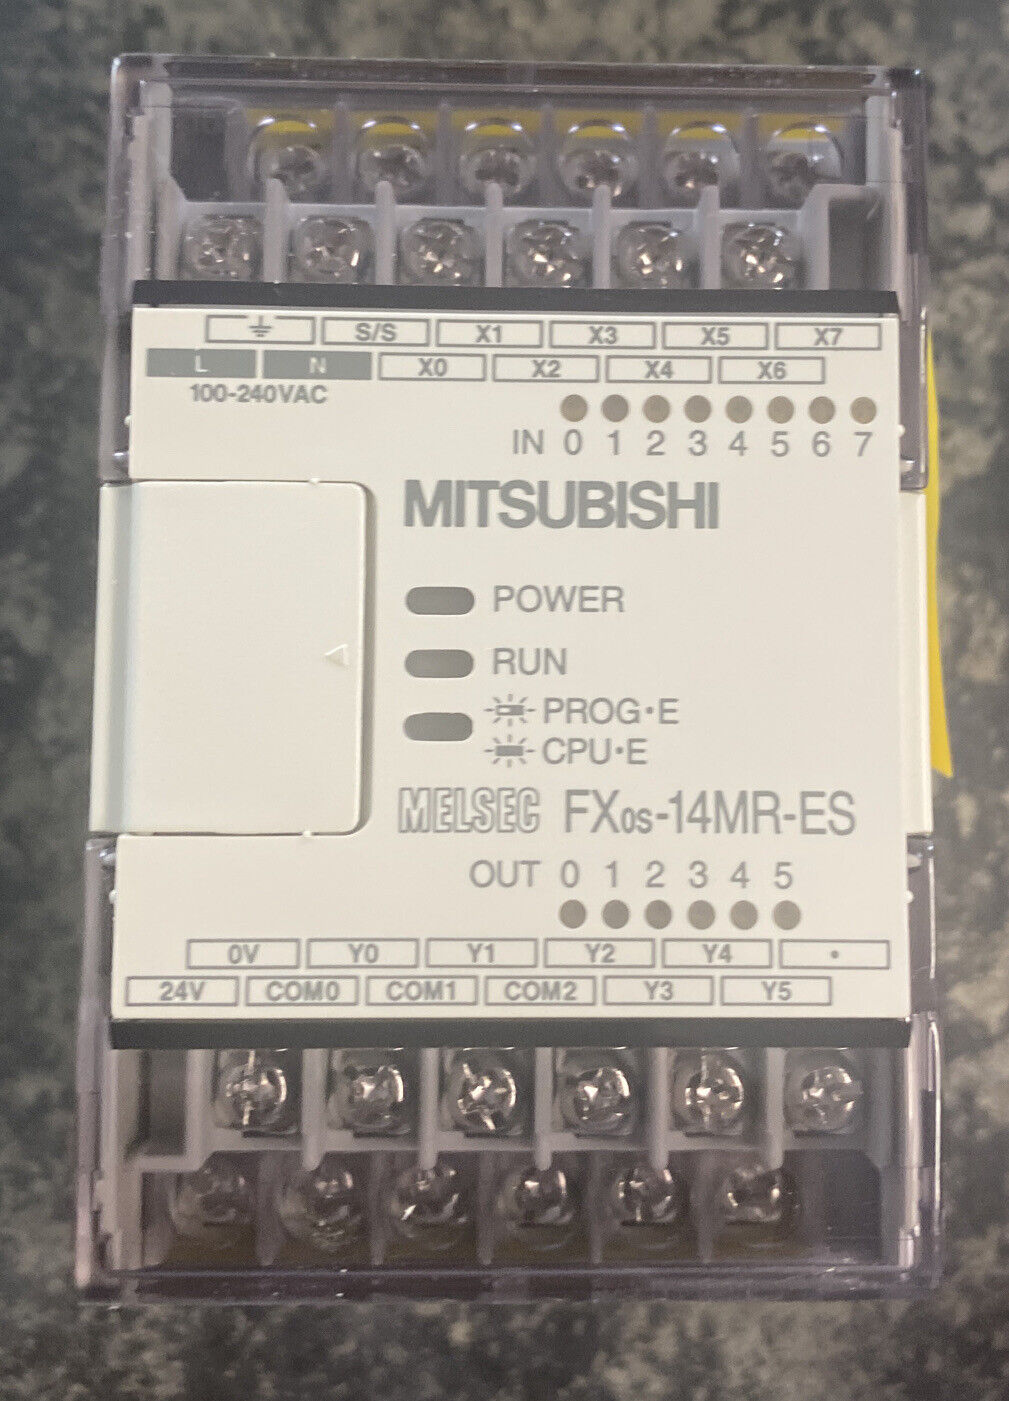 S/S X1 X3 X5 X7
L N X0 X2 X4 X6
100-240VAC
IN 0 1 2 3 4 5 6 7
MITSUBISHI
POWER
RUN
PROG·E
CPU·E
MELSEC FX0S-14MR-ES
OUT 0 1 2 3 4 5
0V Y0 Y1 Y2 Y4 •
24V COM0 COM1 COM2 Y3 Y5